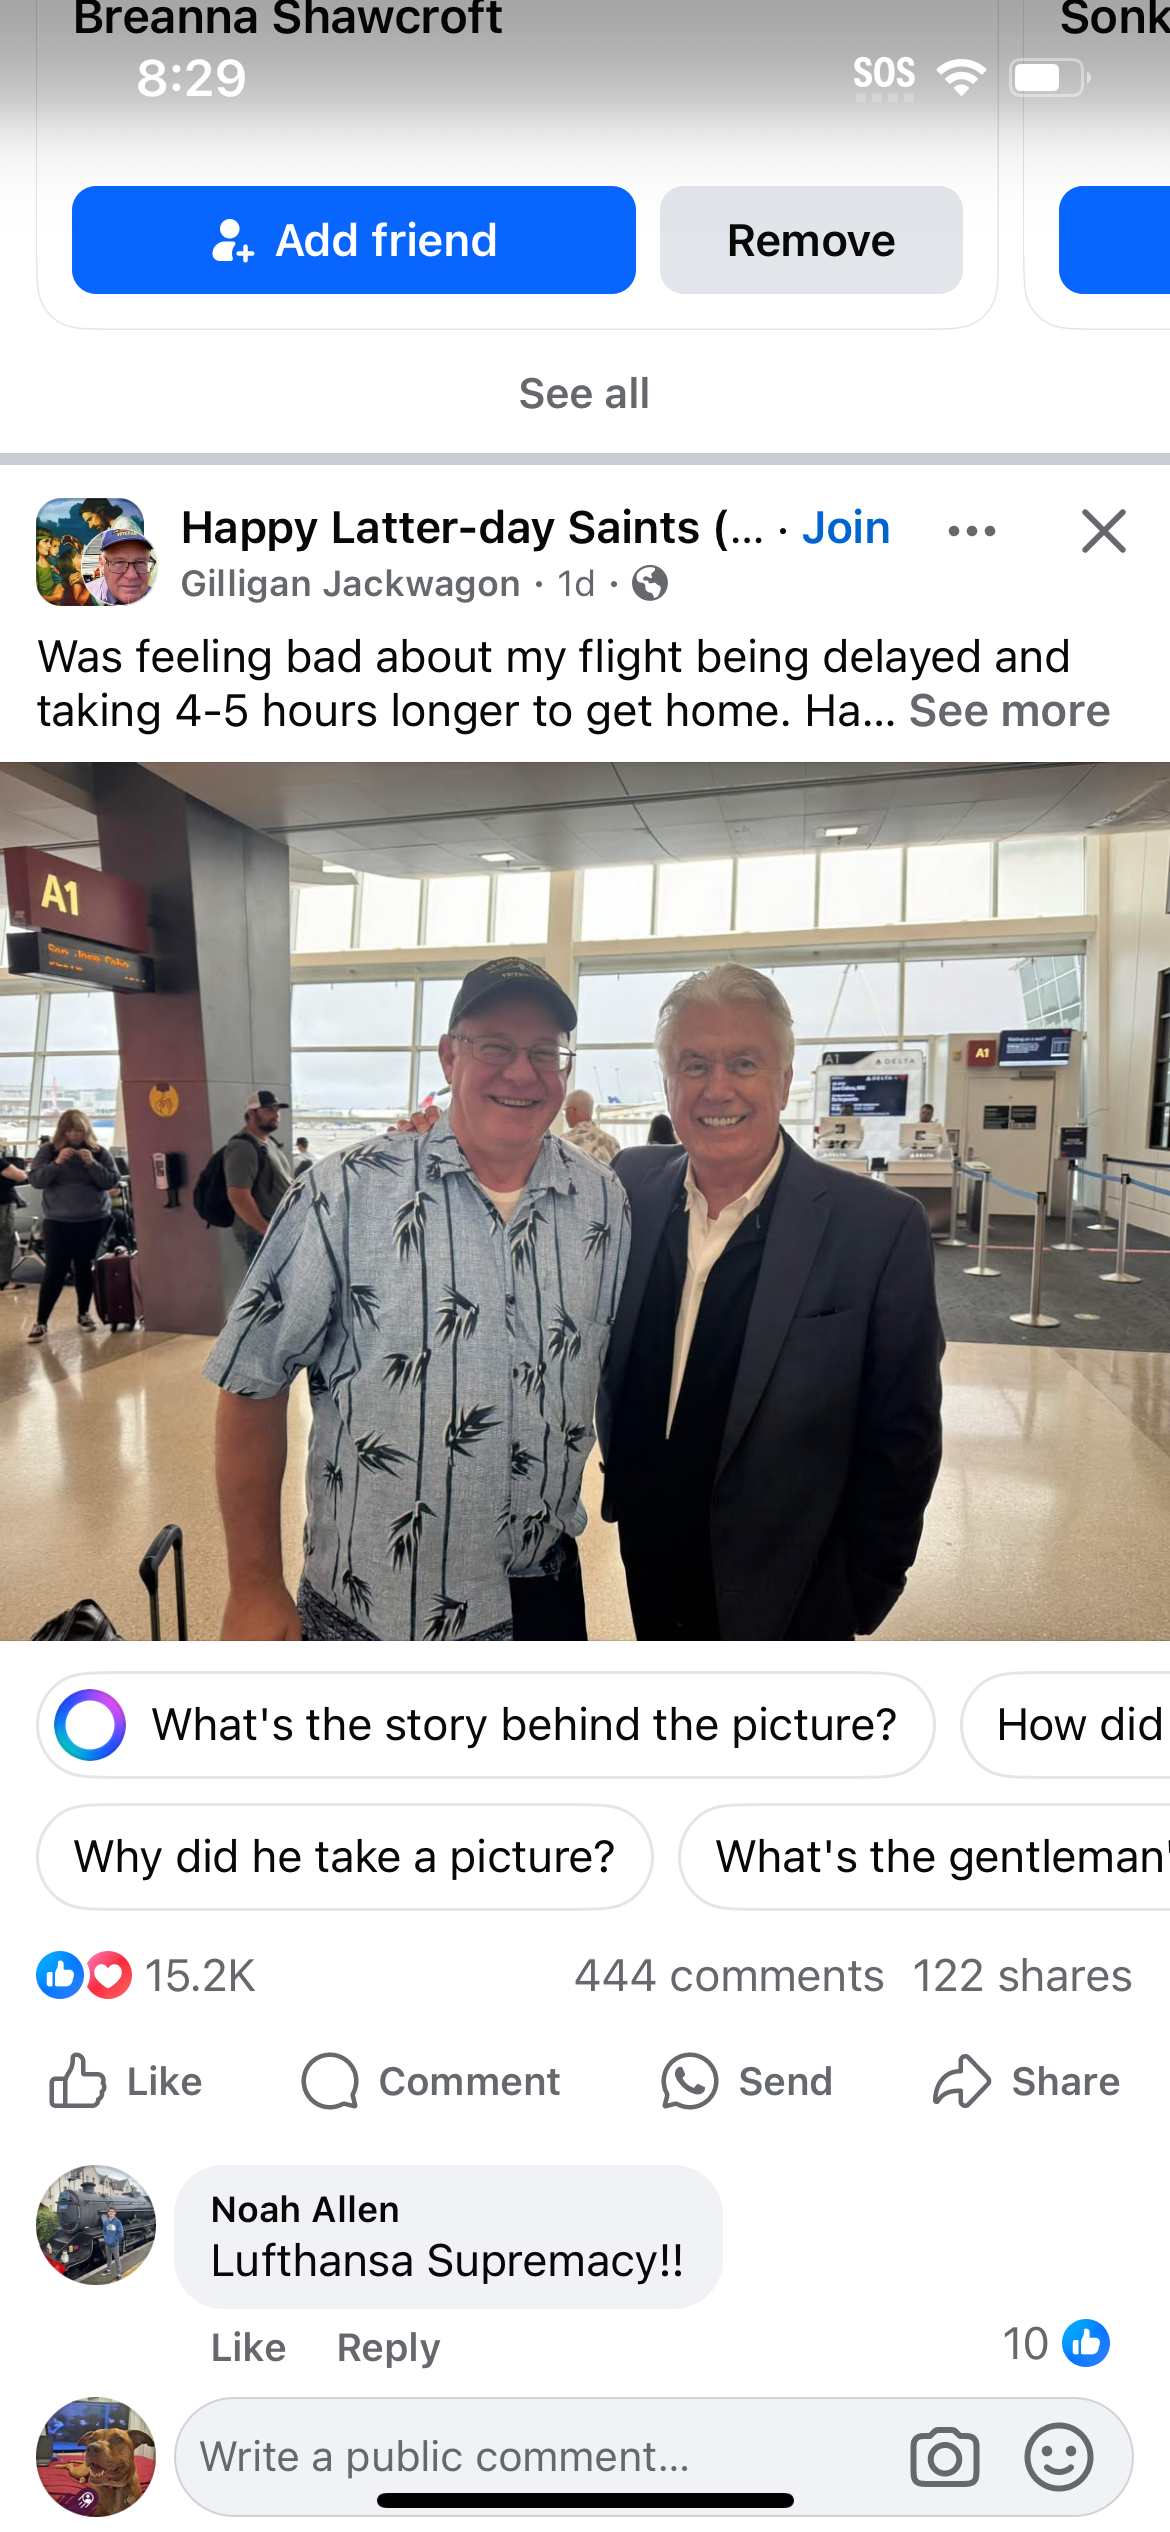 Breanna Shawcroft
Sonk
8:29
SOS
Add friend
Remove
See all
Happy Latter-day Saints (... · Join
Gilligan Jackwagon · 1d ·
Was feeling bad about my flight being delayed and
taking 4-5 hours longer to get home. Ha... See more
A1
A1
DELTA
A1
What's the story behind the picture?
How did
Why did he take a picture?
What's the gentleman'
15.2K
444 comments
122 shares
Like
Comment
Send
Share
Noah Allen
Lufthansa Supremacy!!
Like
Reply
10
Write a public comment...